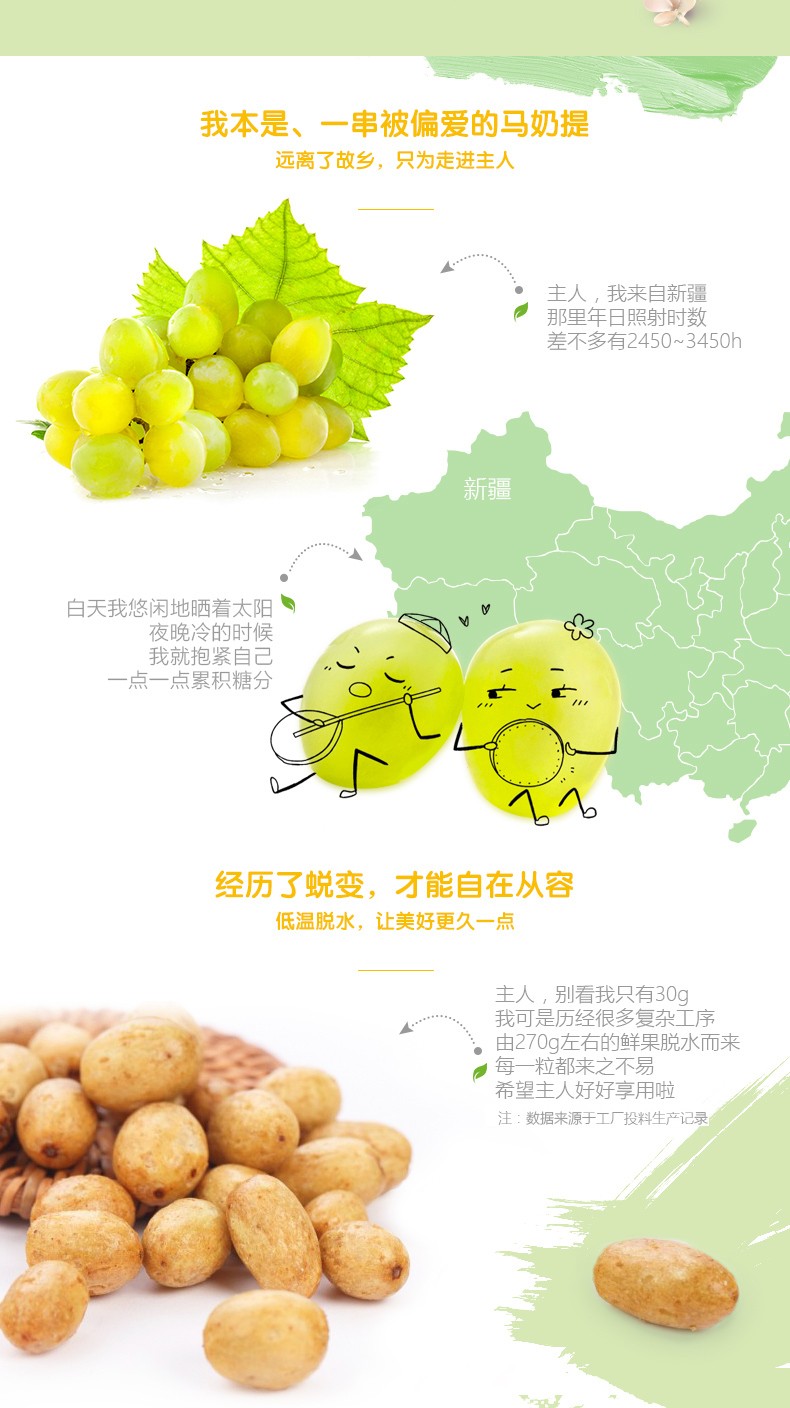 我本是、一串被偏爱的马奶提
远离了故乡，只为走进主人
主人，我来自新疆
那里年日照射时数
差不多有2450~3450h
新疆
白天我悠闲地晒着太阳
夜晚冷的时候
我就抱紧自己
一点一点累积糖分
经历了蜕变，才能自在从容
低温脱水，让美好更久一点
主人，别看我只有30g
我可是历经很多复杂工序
由270g左右的鲜果脱水而来
每一粒都来之不易
希望主人好好享用啦
注：数据来源于工厂投料生产记录